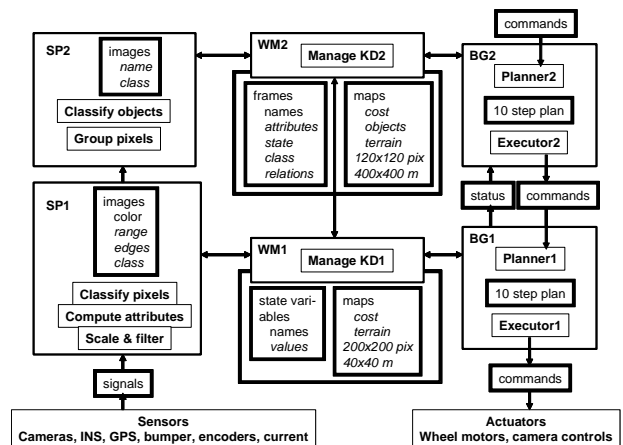 commands
SP2
images
name
class
Classify objects
Group pixels
WM2
Manage KD2
frames
names
attributes
state
class
relations
maps
cost
objects
terrain
120x120 pix
400x400 m
BG2
Planner2
10 step plan
Executor2
status
commands
SP1
images
color
range
edges
class
Classify pixels
Compute attributes
Scale & filter
WM1
Manage KD1
state vari-
ables
names
values
maps
cost
terrain
200x200 pix
40x40 m
BG1
Planner1
10 step plan
Executor1
signals
commands
Sensors
Cameras, INS, GPS, bumper, encoders, current
Actuators
Wheel motors, camera controls